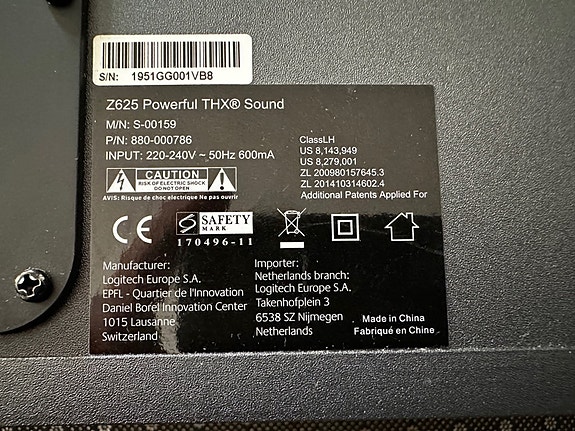 S/N: 1951GG001VB8
Z625 Powerful THX® Sound
M/N: S-00159
P/N: 880-000786
INPUT: 220-240V ~ 50Hz 600mA
CAUTION
RISK OF ELECTRIC SHOCK
DO NOT OPEN
AVIS: Risque de choc electrique Ne pas ouvrir
ClassLH
US 8,143,949
US 8,279,001
ZL 200980157645.3
ZL 201410314602.4
Additional Patents Applied For
CE
S SAFETY
MARK
170496-11
Manufacturer:
Logitech Europe S.A.
EPFL - Quartier de l'Innovation
Daniel Borel Innovation Center
1015 Lausanne
Switzerland
Importer:
Netherlands branch:
Logitech Europe S.A.
Takenhofplein 3
6538 SZ Nijmegen
Netherlands
Made in China
Fabriqué en Chine